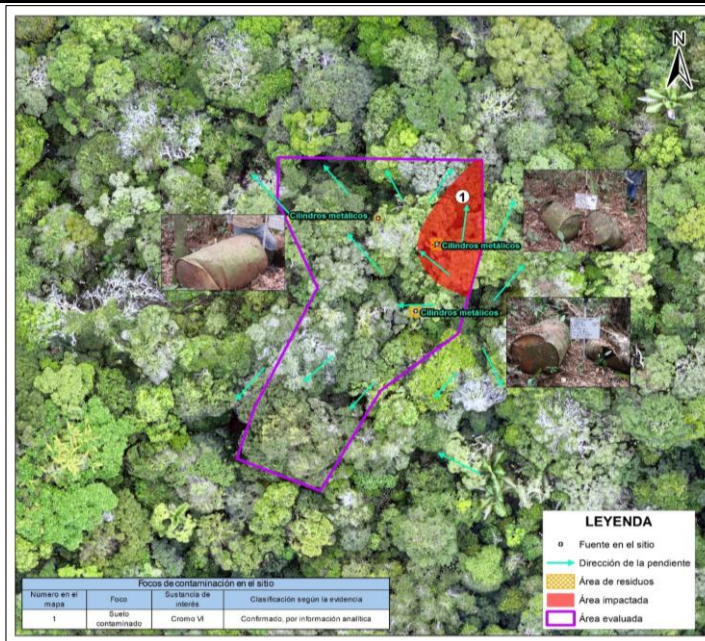 N
1
Cilindros metálicos
Cilindros metálicos
Cilindros metálicos
LEYENDA
Fuente en el sitio
Dirección de la pendiente
Área de residuos
Área impactada
Área evaluada
Focos de contaminación en el sitio
Número en el mapa
Foco
Sustancia de interés
Clasificación según la evidencia
1
Suelo contaminado
Cromo VI
Confirmado, por información analítica